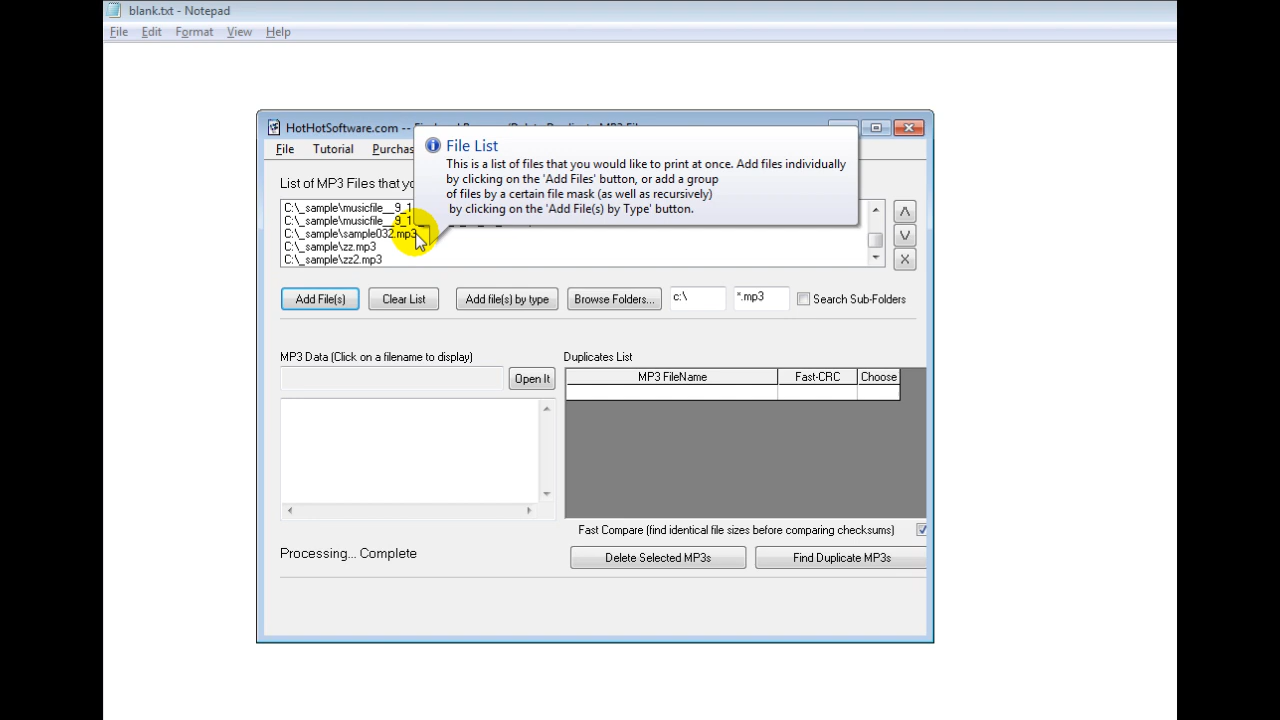 blank.txt - Notepad
File Edit Format View Help
HotHotSoftware.com --
File Tutorial
File List
This is a list of files that you would like to print at once. Add files individually
by clicking on the 'Add Files' button, or add a group
of files by a certain file mask (as well as recursively)
by clicking on the 'Add File(s) by Type' button.
List of MP3 Files that
C:\_sample\musicfile__9_1
C:\_sample\musicfile__9_1
C:\_sample\sample032.mp3
C:\_sample\zz.mp3
C:\_sample\zz2.mp3
Add File(s) Clear List Add file(s) by type Browse Folders... c:\ *.mp3 Search Sub-Folders
MP3 Data (Click on a filename to display) Duplicates List
Open It
MP3 FileName Fast-CRC Choose
Fast Compare (find identical file sizes before comparing checksums)
Processing... Complete
Delete Selected MP3s Find Duplicate MP3s